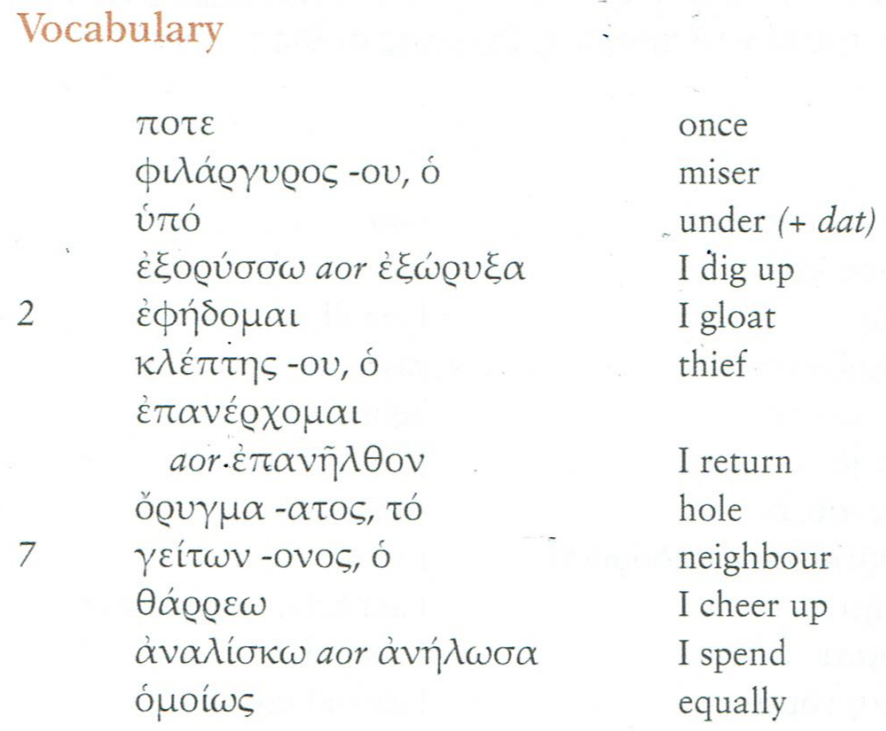 Vocabulary
ποτε once
φιλάργυρος -ου, ὁ miser
ὑπό under (+ dat)
ἐξορύσσω aor ἐξώρυξα I dig up
2 ἐφήδομαι I gloat
κλέπτης -ου, ὁ thief
ἐπανέρχομαι
aor ἐπανῆλθον I return
ὄρυγμα -ατος, τό hole
7 γείτων -ονος, ὁ neighbour
θάρρεω I cheer up
ἀναλίσκω aor ἀνήλωσα I spend
ὁμοίως equally